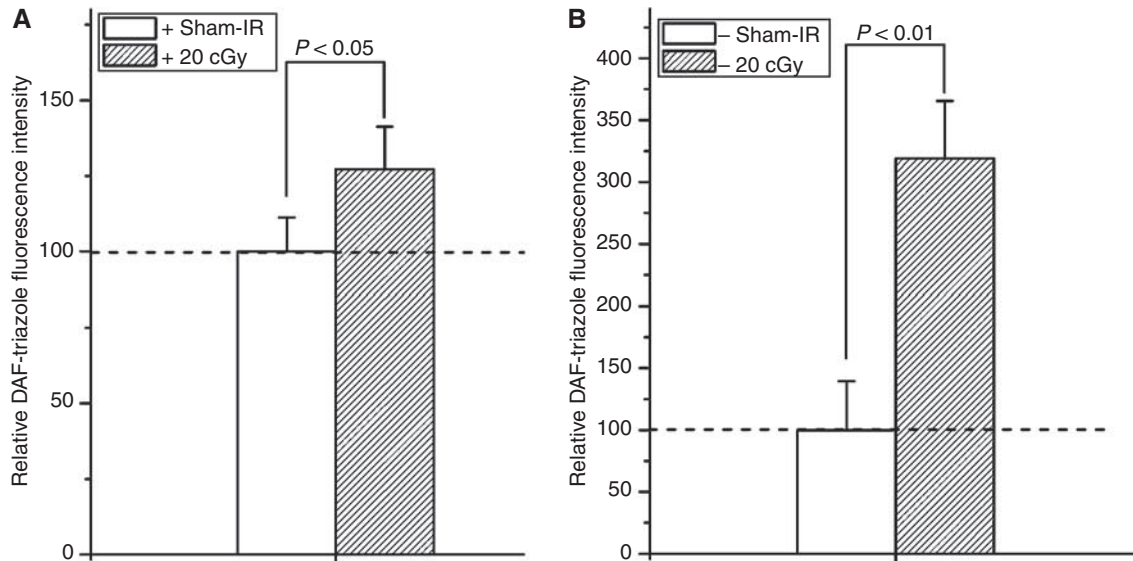 A
+ Sham-IR
+ 20 cGy
P < 0.05
Relative DAF-triazole fluorescence intensity
150
100
50
0
B
– Sham-IR
– 20 cGy
P < 0.01
Relative DAF-triazole fluorescence intensity
400
350
300
250
200
150
100
50
0